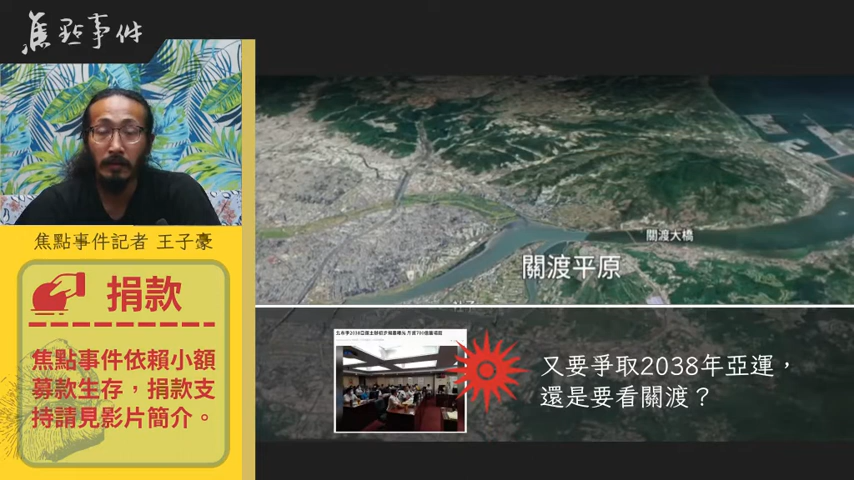 焦點事件
焦點事件記者 王子豪
捐款
焦點事件依賴小額
募款生存，捐款支
持請見影片簡介。
關渡大橋
關渡平原
又要爭取2038年亞運，
還是要看關渡？